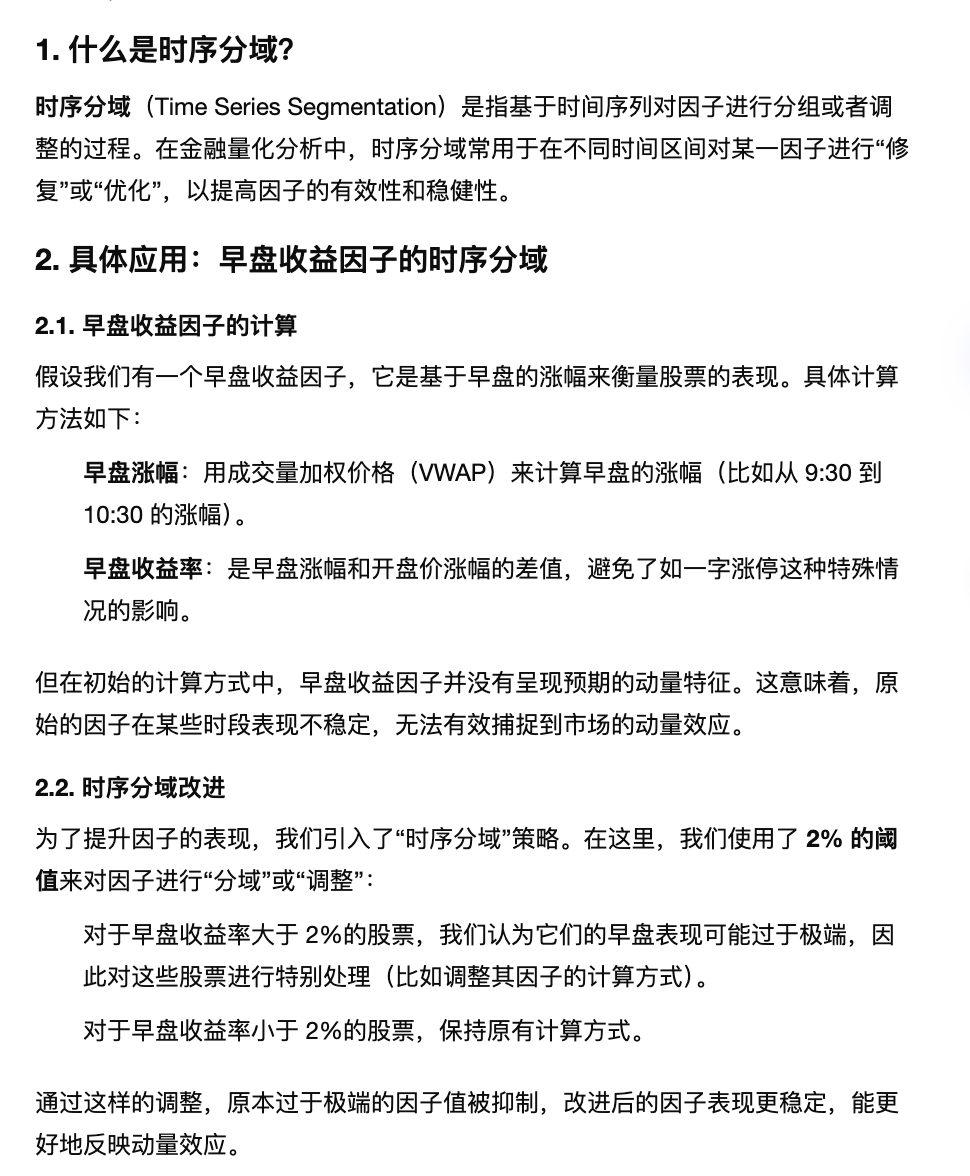 1. 什么是时序分域？
时序分域（Time Series Segmentation）是指基于时间序列对因子进行分组或者调
整的过程。在金融量化分析中，时序分域常用于在不同时间区间对某一因子进行“修
复”或“优化”，以提高因子的有效性和稳健性。
2. 具体应用：早盘收益因子的时序分域
2.1. 早盘收益因子的计算
假设我们有一个早盘收益因子，它是基于早盘的涨幅来衡量股票的表现。具体计算
方法如下：
早盘涨幅：用成交量加权价格（VWAP）来计算早盘的涨幅（比如从 9:30 到
10:30 的涨幅）。
早盘收益率：是早盘涨幅和开盘价涨幅的差值，避免了如一字涨停这种特殊情
况的影响。
但在初始的计算方式中，早盘收益因子并没有呈现预期的动量特征。这意味着，原
始的因子在某些时段表现不稳定，无法有效捕捉到市场的动量效应。
2.2. 时序分域改进
为了提升因子的表现，我们引入了“时序分域”策略。在这里，我们使用了 2% 的阈
值来对因子进行“分域”或“调整”：
对于早盘收益率大于 2%的股票，我们认为它们的早盘表现可能过于极端，因
此对这些股票进行特别处理（比如调整其因子的计算方式）。
对于早盘收益率小于 2%的股票，保持原有计算方式。
通过这样的调整，原本过于极端的因子值被抑制，改进后的因子表现更稳定，能更
好地反映动量效应。